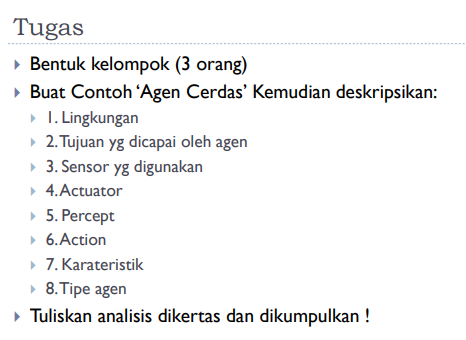 Tugas
Bentuk kelompok (3 orang)
Buat Contoh ‘Agen Cerdas’ Kemudian deskripsikan:
1. Lingkungan
2. Tujuan yg dicapai oleh agen
3. Sensor yg digunakan
4. Actuator
5. Percept
6. Action
7. Karateristik
8. Tipe agen
Tuliskan analisis dikertas dan dikumpulkan !